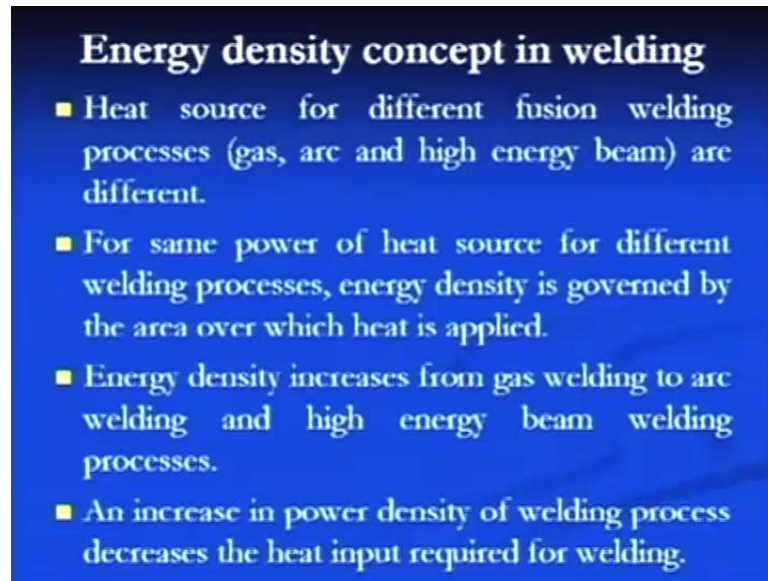 Energy density concept in welding
Heat source for different fusion welding
processes (gas, arc and high energy beam) are
different.
For same power of heat source for different
welding processes, energy density is governed by
the area over which heat is applied.
Energy density increases from gas welding to arc
welding and high energy beam welding
processes.
An increase in power density of welding process
decreases the heat input required for welding.